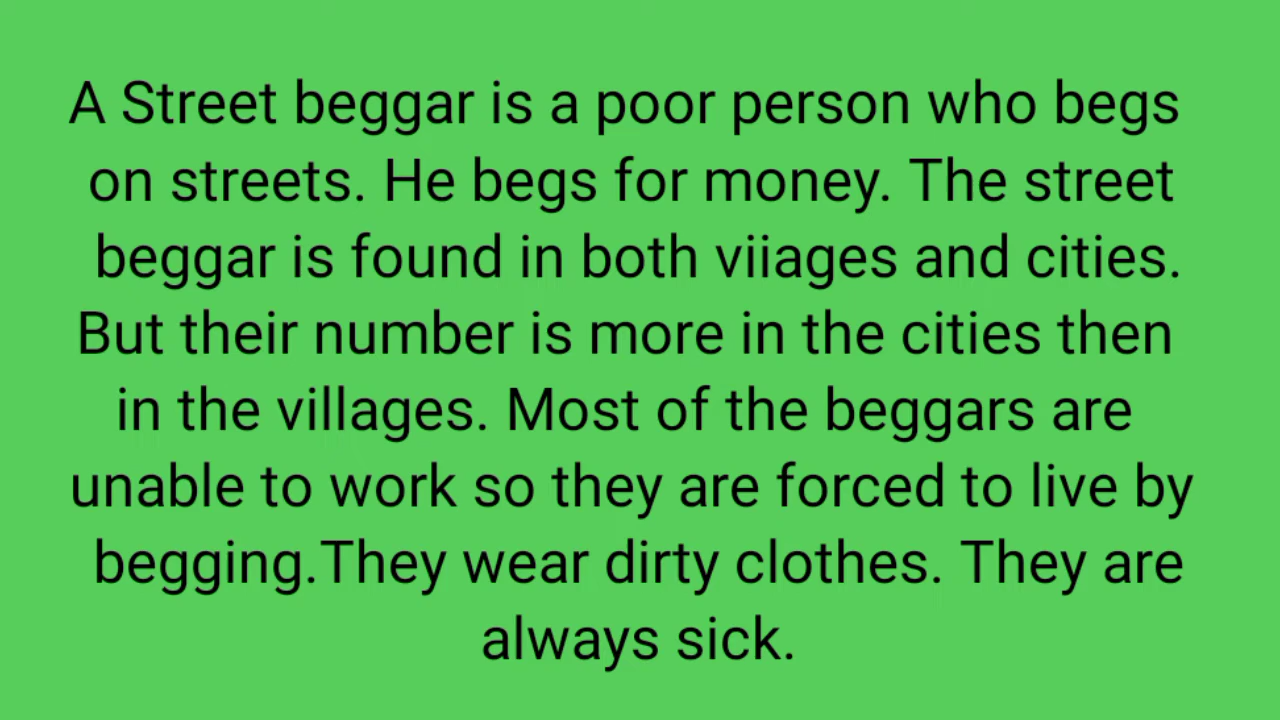 A Street beggar is a poor person who begs
on streets. He begs for money. The street
beggar is found in both viiages and cities.
But their number is more in the cities then
in the villages. Most of the beggars are
unable to work so they are forced to live by
begging.They wear dirty clothes. They are
always sick.